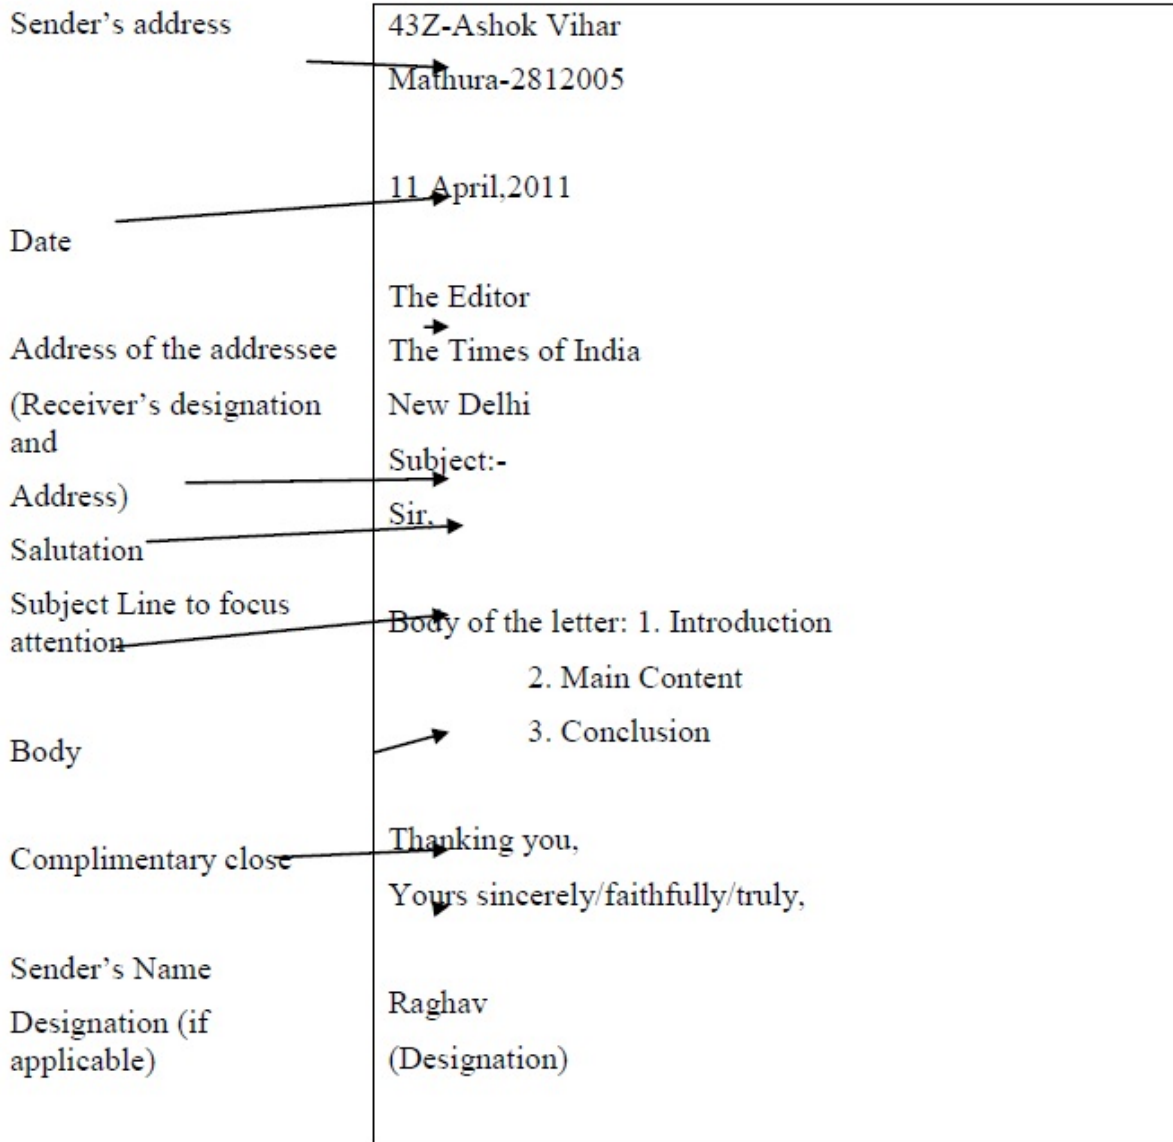 Sender's address
Date
Address of the addressee
(Receiver's designation
and
Address)
Salutation
Subject Line to focus
attention
Body
Complimentary close
Sender's Name
Designation (if
applicable)
43Z-Ashok Vihar
Mathura-2812005
11 April,2011
The Editor
The Times of India
New Delhi
Subject:-
Sir,
Body of the letter: 1. Introduction
2. Main Content
3. Conclusion
Thanking you,
Yours sincerely/faithfully/truly,
Raghav
(Designation)